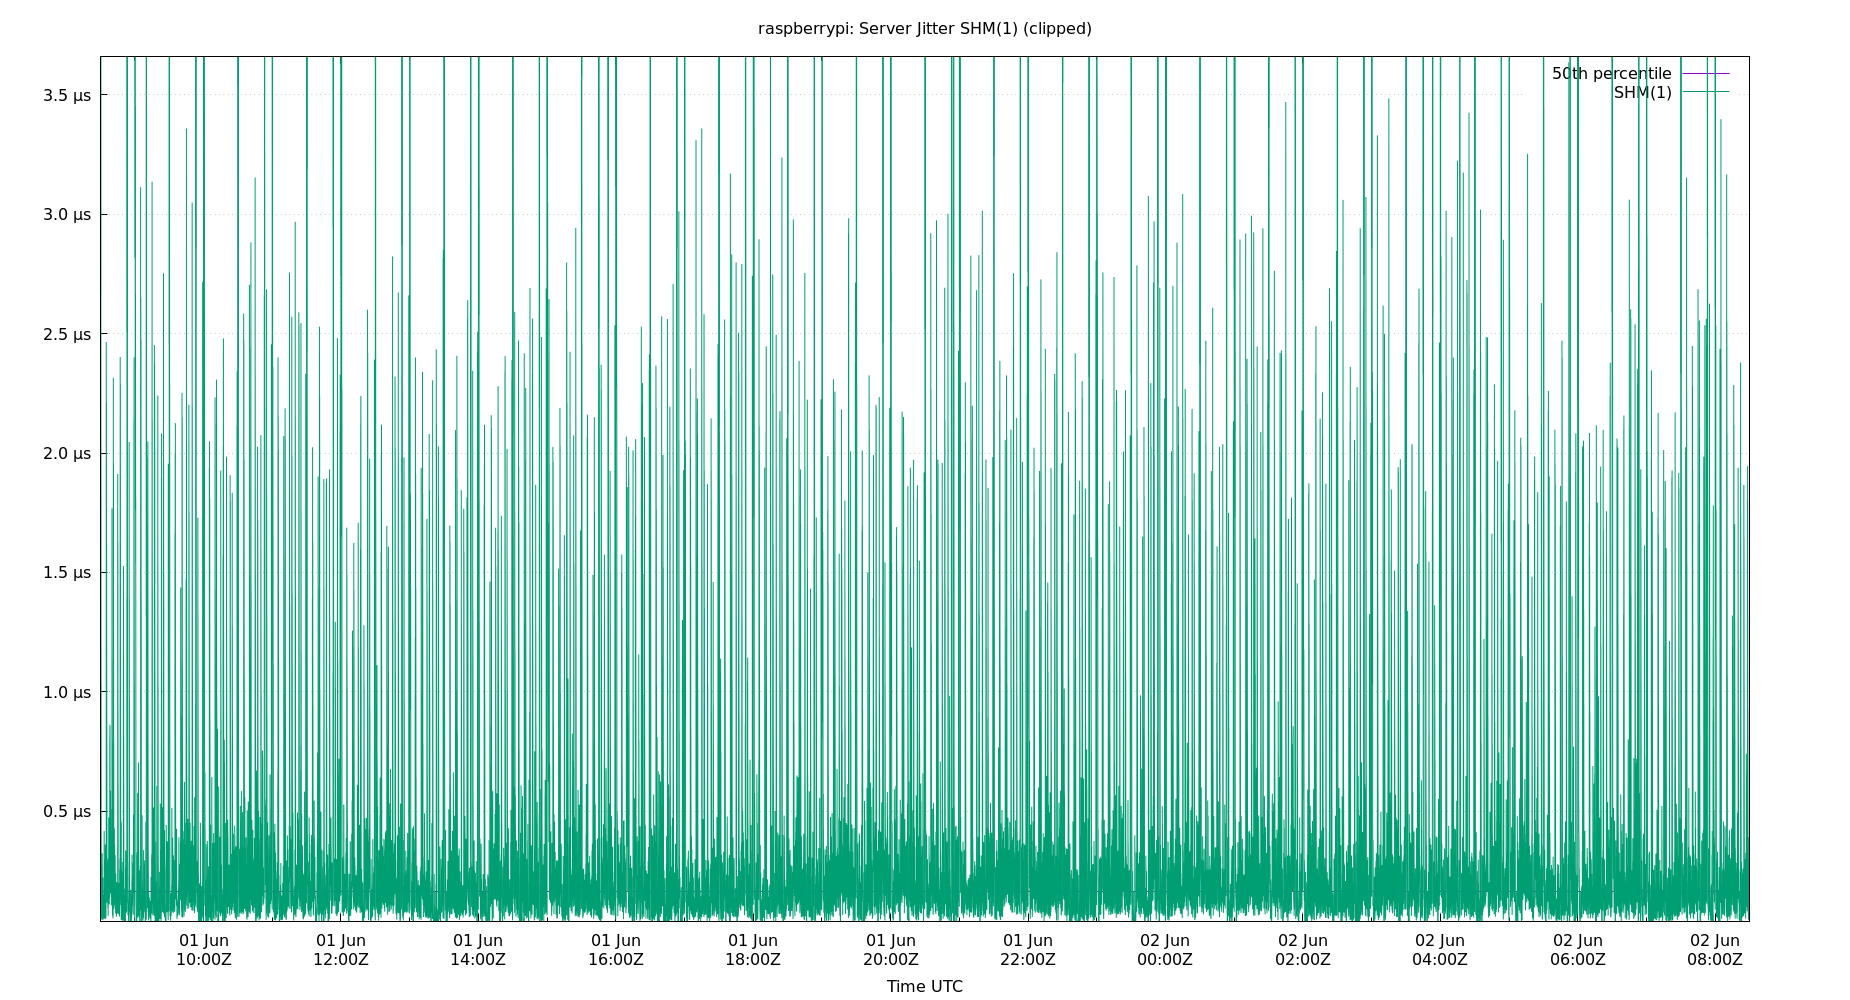 raspberrypi: Server Jitter SHM(1) (clipped)
50th percentile
SHM(1)
3.5 µs
3.0 µs
2.5 µs
2.0 µs
1.5 µs
1.0 µs
0.5 µs
01 Jun 01 Jun 01 Jun 01 Jun 01 Jun 01 Jun 01 Jun 02 Jun 02 Jun 02 Jun 02 Jun 02 Jun
10:00Z 12:00Z 14:00Z 16:00Z 18:00Z 20:00Z 22:00Z 00:00Z 02:00Z 04:00Z 06:00Z 08:00Z
Time UTC